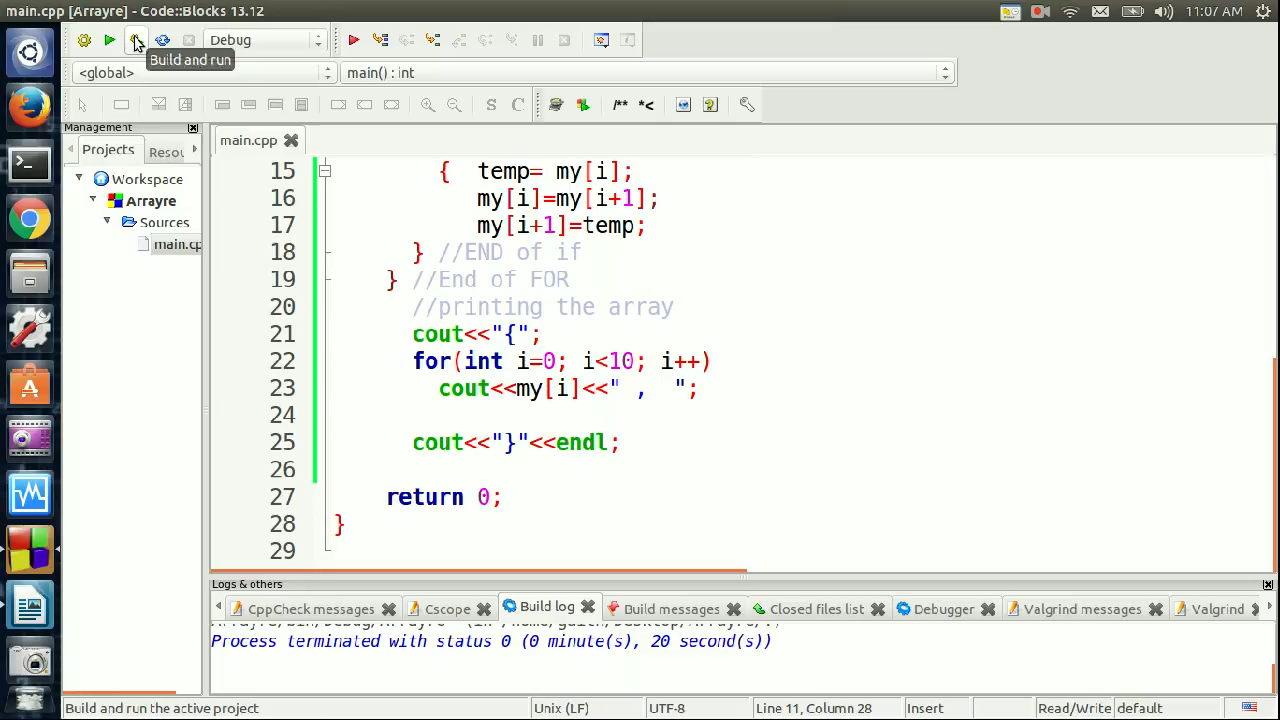 main.cpp [Arrayre] - Code::Blocks 13.12
11:07 AM
Debug
Build and run
<global>
main() : int
S C
/** *<
Management
Projects
Resou
Workspace
Arrayre
Sources
main.cp
main.cpp
15 { temp= my[i];
16 my[i]=my[i+1];
17 my[i+1]=temp;
18 } //END of if
19 } //End of FOR
20 //printing the array
21 cout<<"{";
22 for(int i=0; i<10; i++)
23 cout<<my[i]<<" ,  ";
24
25 cout<<"}"<<endl;
26
27 return 0;
28 }
29
Logs & others
CppCheck messages
Cscope
Build log
Build messages
Closed files list
Debugger
Valgrind messages
Valgrind
Process terminated with status 0 (0 minute(s), 20 second(s))
Build and run the active project
Unix (LF)
UTF-8
Line 11, Column 28
Insert
Read/Write
default